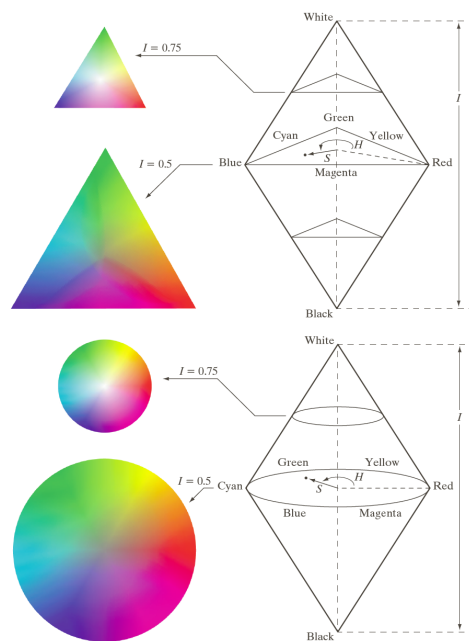 White
I = 0.75
I
Green
Cyan
Yellow
H
I = 0.5
S
Blue
Red
Magenta
Black
White
I = 0.75
I
Green
Yellow
I = 0.5
H
Cyan
S
Red
Blue
Magenta
Black